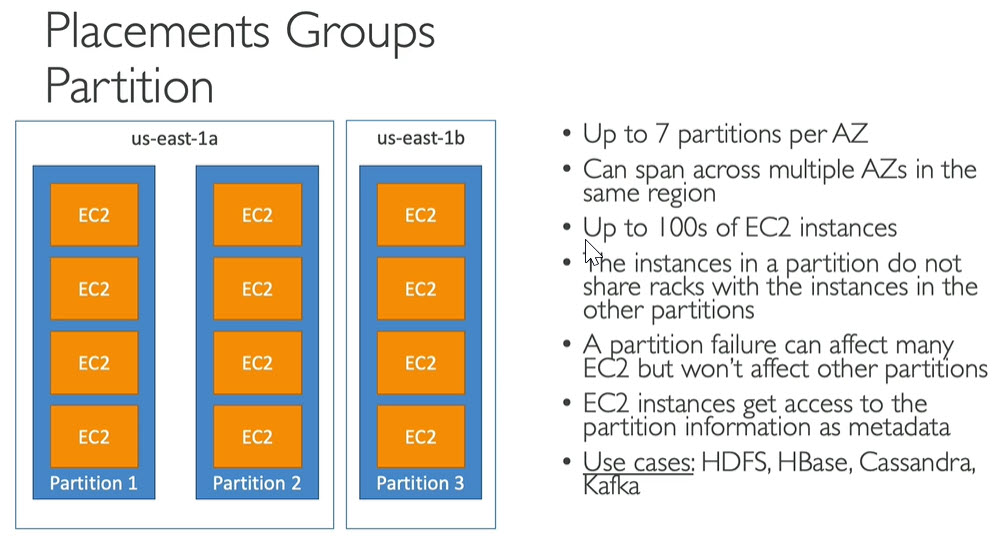 Placements Groups
Partition
us-east-1a
EC2
EC2
EC2
EC2
Partition 1
EC2
EC2
EC2
EC2
Partition 2
us-east-1b
EC2
EC2
EC2
EC2
Partition 3
• Up to 7 partitions per AZ
• Can span across multiple AZs in the
same region
• Up to 100s of EC2 instances
• The instances in a partition do not
share racks with the instances in the
other partitions
• A partition failure can affect many
EC2 but won't affect other partitions
• EC2 instances get access to the
partition information as metadata
• Use cases: HDFS, HBase, Cassandra,
Kafka